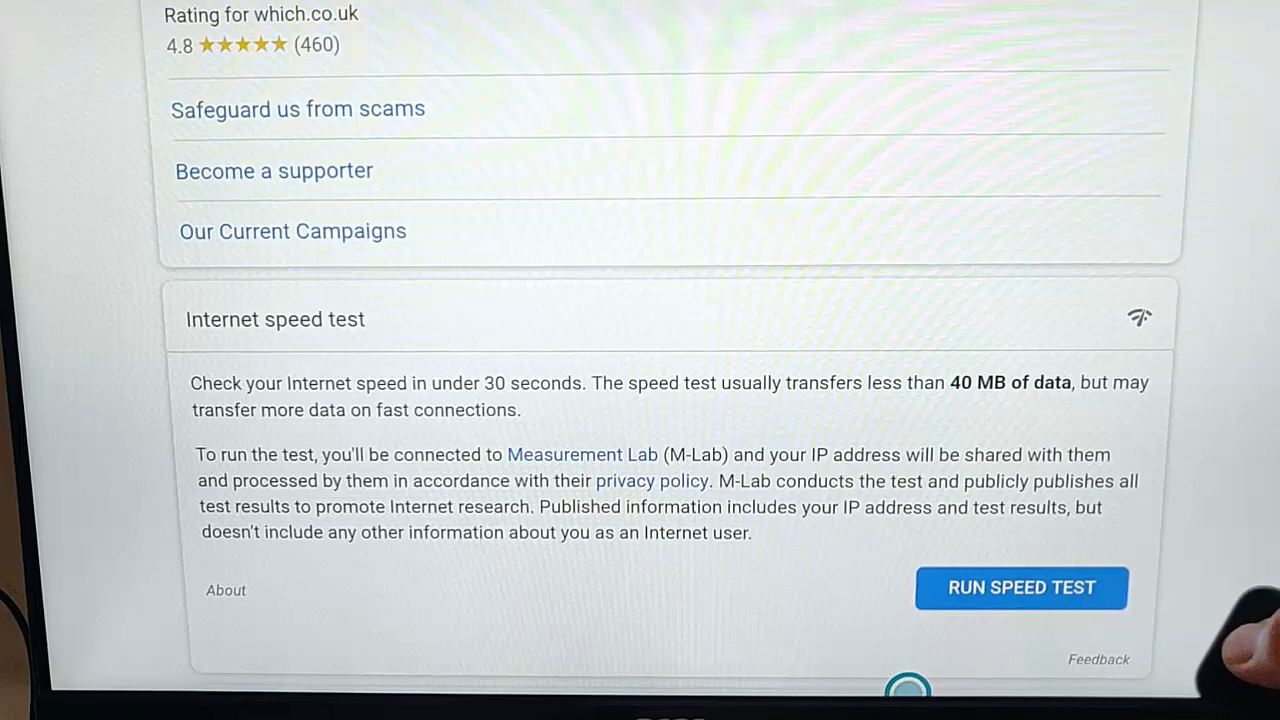 Rating for which.co.uk
4.8 ★★★★★ (460)
Safeguard us from scams
Become a supporter
Our Current Campaigns
Internet speed test
Check your Internet speed in under 30 seconds. The speed test usually transfers less than 40 MB of data, but may
transfer more data on fast connections.
To run the test, you'll be connected to Measurement Lab (M-Lab) and your IP address will be shared with them
and processed by them in accordance with their privacy policy. M-Lab conducts the test and publicly publishes all
test results to promote Internet research. Published information includes your IP address and test results, but
doesn't include any other information about you as an Internet user.
About
RUN SPEED TEST
Feedback